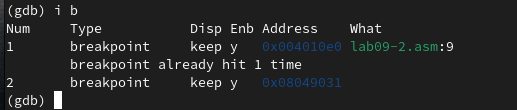 (gdb) i b
Num Type Disp Enb Address What
1 breakpoint keep y 0x004010e0 lab09-2.asm:9
breakpoint already hit 1 time
2 breakpoint keep y 0x08049031
(gdb)